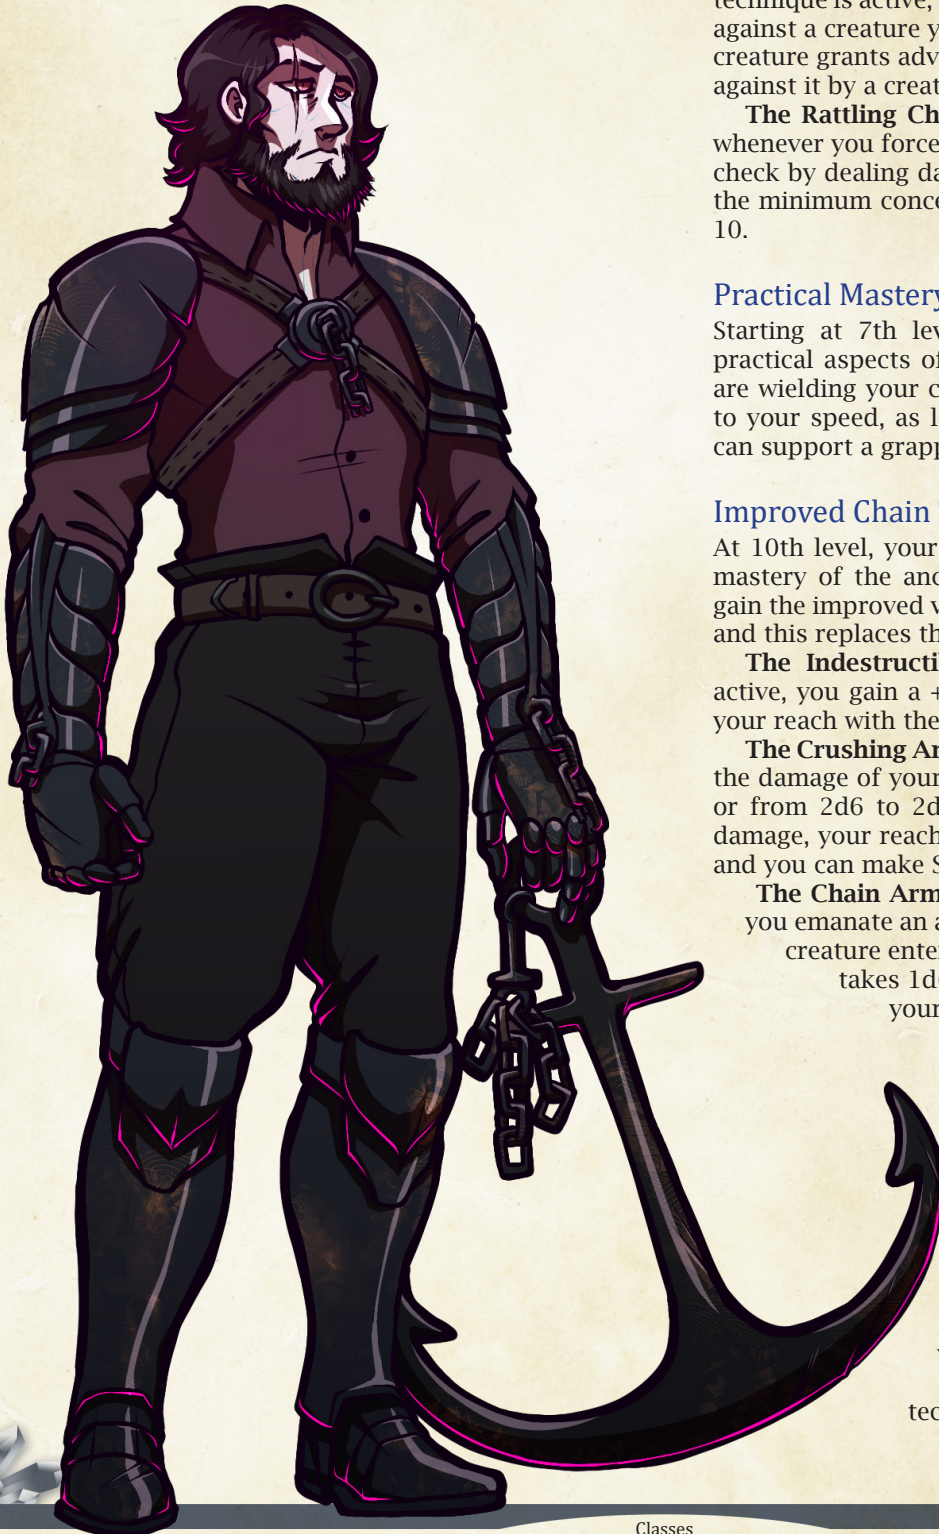 technique is active,
against a creature y
creature grants adv
against it by a creat
The Rattling Ch
whenever you force
check by dealing da
the minimum conce
10.
Practical Mastery
Starting at 7th lev
practical aspects of
are wielding your c
to your speed, as l
can support a grapp
Improved Chain
At 10th level, your
mastery of the anc
gain the improved v
and this replaces th
The Indestructi
active, you gain a +
your reach with the
The Crushing An
the damage of your
or from 2d6 to 2d
damage, your reach
and you can make S
The Chain Arm
you emanate an a
creature enter
takes 1d
your
tec
Classes